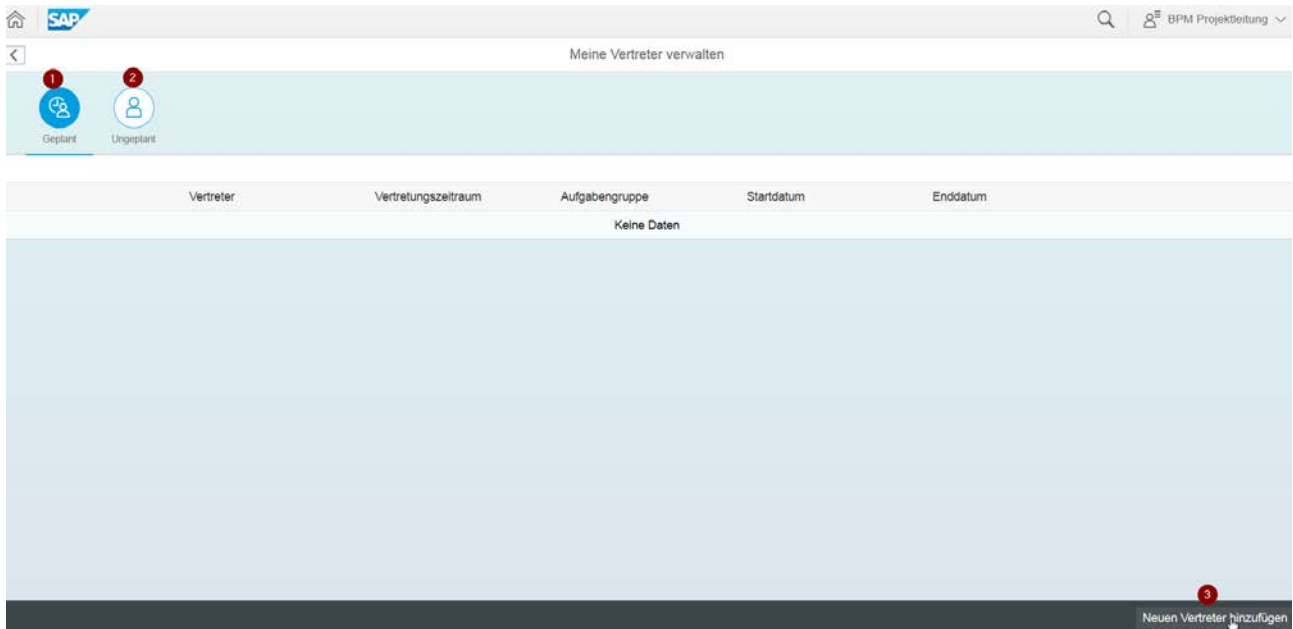 SAP BPM Projektleitung
Meine Vertreter verwalten
1 2
Geplant Ungeplant
Vertreter Vertretungszeitraum Aufgabengruppe Startdatum Enddatum
Keine Daten
3
Neuen Vertreter hinzufügen